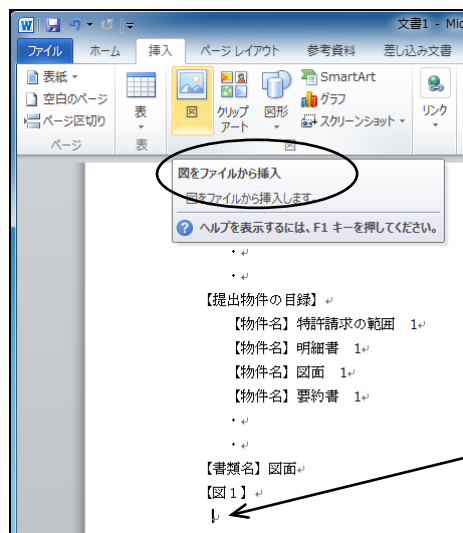 文書1 - Mic
ファイル ホーム 挿入 ページ レイアウト 参考資料 差し込み文書
表紙
空白のページ
ページ区切り
ページ
表
表
図
クリップ
アート
図形
SmartArt
グラフ
スクリーンショット
図
リンク
図をファイルから挿入
図をファイルから挿入します。
ヘルプを表示するには、F1 キーを押してください。
・
・
【提出物件の目録】
【物件名】特許請求の範囲 1
【物件名】明細書 1
【物件名】図面 1
【物件名】要約書 1
・
・
【書類名】図面
【図1】